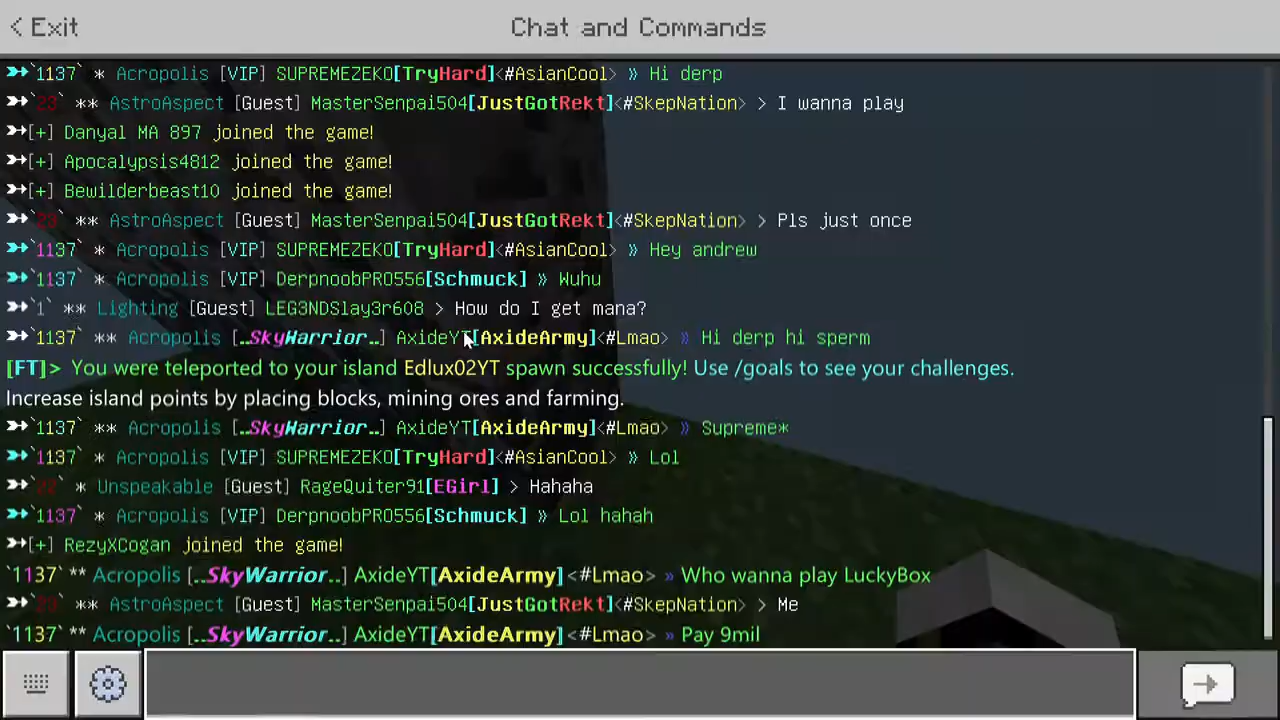 < Exit
Chat and Commands
➳`1137` * Acropolis [VIP] SUPREMEZEKO[TryHard]<#AsianCool> » Hi derp
➳`23` ** AstroAspect [Guest] MasterSenpai504[JustGotRekt]<#SkepNation> > I wanna play
➳[+] Danyal MA 897 joined the game!
➳[+] Apocalypsis4812 joined the game!
➳[+] Bewilderbeast10 joined the game!
➳`23` ** AstroAspect [Guest] MasterSenpai504[JustGotRekt]<#SkepNation> > Pls just once
➳`1137` * Acropolis [VIP] SUPREMEZEKO[TryHard]<#AsianCool> » Hey andrew
➳`1137` * Acropolis [VIP] DerpnoobPRO556[Schmuck] » Wuhu
➳`1` ** Lighting [Guest] LEG3NDSlay3r608 > How do I get mana?
➳`1137` ** Acropolis [..SkyWarrior..] AxideYT[AxideArmy]<#Lmao> » Hi derp hi sperm
[FT]> You were teleported to your island Edlux02YT spawn successfully! Use /goals to see your challenges.
Increase island points by placing blocks, mining ores and farming.
➳`1137` ** Acropolis [..SkyWarrior..] AxideYT[AxideArmy]<#Lmao> » Supreme*
➳`1137` * Acropolis [VIP] SUPREMEZEKO[TryHard]<#AsianCool> » Lol
➳`22` * Unspeakable [Guest] RageQuiter91[EGirl] > Hahaha
➳`1137` * Acropolis [VIP] DerpnoobPRO556[Schmuck] » Lol hahah
➳[+] RezyXCogan joined the game!
`1137` ** Acropolis [..SkyWarrior..] AxideYT[AxideArmy]<#Lmao> » Who wanna play LuckyBox
➳`23` ** AstroAspect [Guest] MasterSenpai504[JustGotRekt]<#SkepNation> > Me
`1137` ** Acropolis [..SkyWarrior..] AxideYT[AxideArmy]<#Lmao> » Pay 9mil